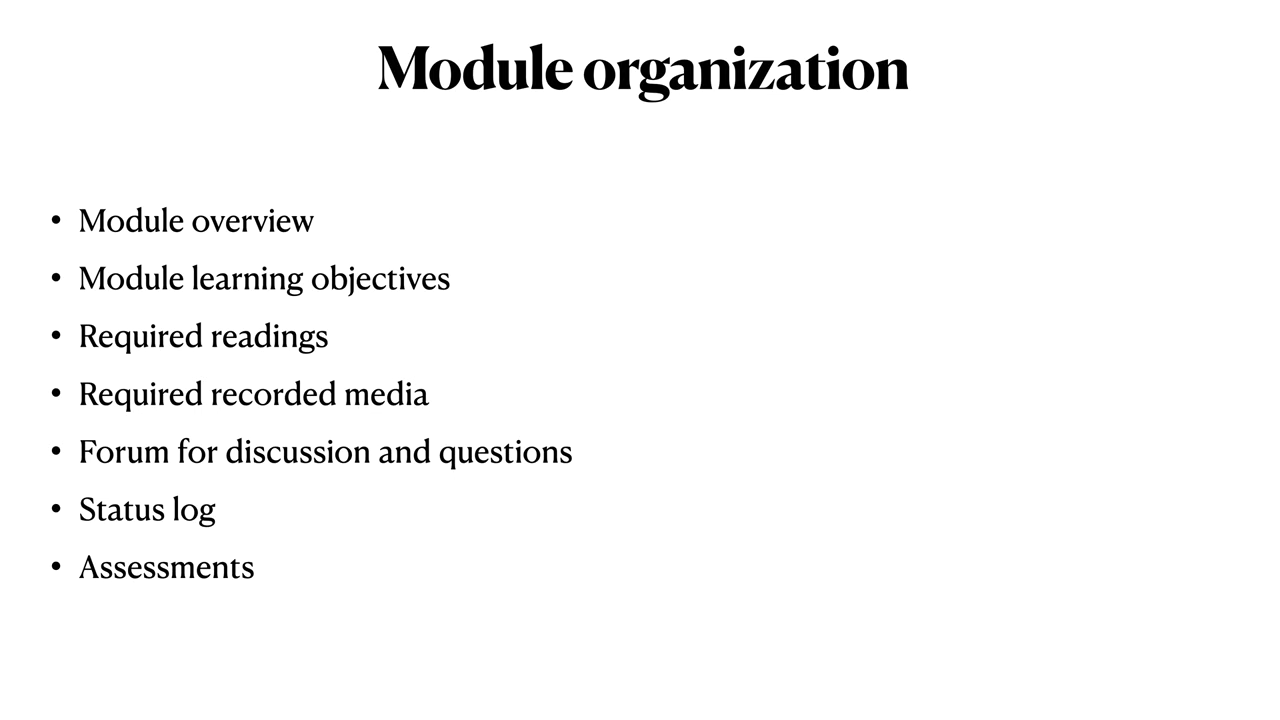 Module organization
• Module overview
• Module learning objectives
• Required readings
• Required recorded media
• Forum for discussion and questions
• Status log
• Assessments